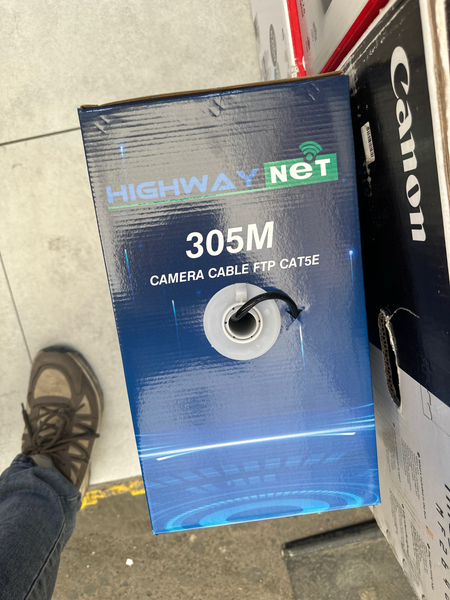 HIGHWAY NeT
305M
CAMERA CABLE FTP CAT5E
Canon